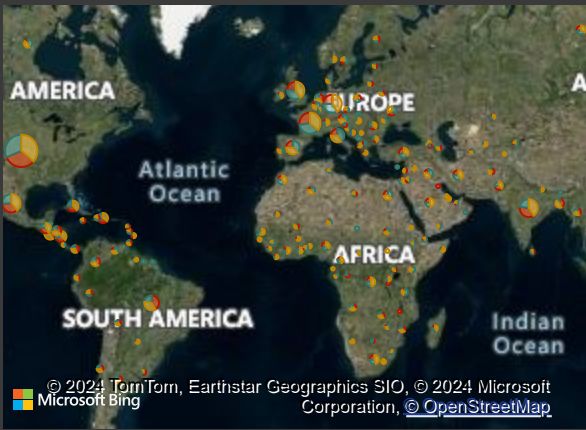 AMERICA
EUROPE
A
Atlantic
Ocean
AFRICA
SOUTH AMERICA
Indian
Ocean
© 2024 TomTom, Earthstar Geographics SIO, © 2024 Microsoft
Microsoft Bing
Corporation, © OpenStreetMap